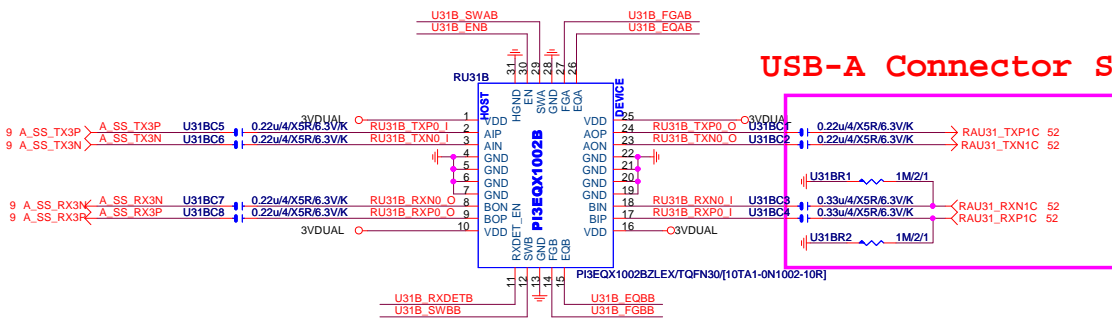 U31B_SWAB U31B_FGAB
U31B_ENB U31B_EQAB
USB-A Connector S
31 30 29 28 27 26
RU31B
HOST HGND EN SWA GND FGA EQA DEVICE
3VDUAL 1 VDD VDD 25 3VDUAL
9 A_SS_TX3P A_SS_TX3P U31BC5 0.22u/4/X5R/6.3V/K RU31B_TXP0_I 2 AIP AOP 24 RU31B_TXP0_O U31BC1 0.22u/4/X5R/6.3V/K RAU31_TXP1C 52
9 A_SS_TX3N A_SS_TX3N U31BC6 0.22u/4/X5R/6.3V/K RU31B_TXN0_I 3 AIN AON 23 RU31B_TXN0_O U31BC2 0.22u/4/X5R/6.3V/K RAU31_TXN1C 52
4 GND GND 22
5 GND GND 21
6 GND GND 20
7 GND GND 19
PI3EQX1002B
U31BR1 1M/2/1
9 A_SS_RX3N A_SS_RX3N U31BC7 0.22u/4/X5R/6.3V/K RU31B_RXN0_O 8 BON BIN 18 RU31B_RXN0_I U31BC3 0.33u/4/X5R/6.3V/K RAU31_RXN1C 52
9 A_SS_RX3P A_SS_RX3P U31BC8 0.22u/4/X5R/6.3V/K RU31B_RXP0_O 9 BOP BIP 17 RU31B_RXP0_I U31BC4 0.33u/4/X5R/6.3V/K RAU31_RXP1C 52
3VDUAL 10 VDD VDD 16 3VDUAL
U31BR2 1M/2/1
RXDET_EN SWB GND FGB EQB
11 12 13 14 15
PI3EQX1002BZLEX/TQFN30/[10TA1-0N1002-10R]
U31B_RXDETB U31B_EQBB
U31B_SWBB U31B_FGBB